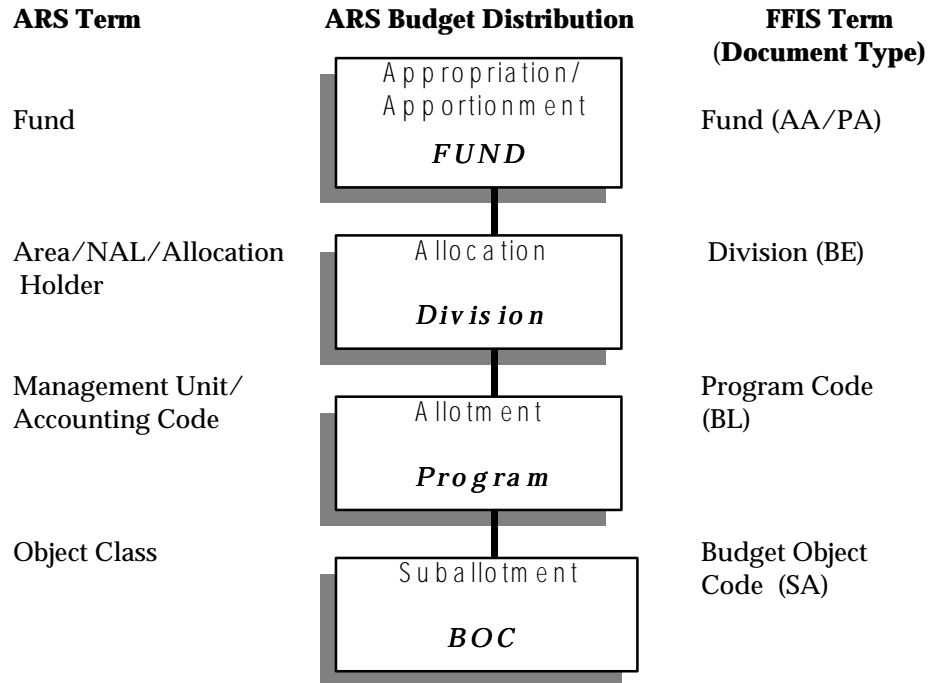 ARS Term
ARS Budget Distribution
FFIS Term
(Document Type)
Appropriation/
Apportionment
FUND
Fund
Fund (AA/PA)
Area/NAL/Allocation
Holder
Allocation
Division
Division (BE)
Management Unit/
Accounting Code
Allotment
Program
Program Code
(BL)
Object Class
Suballotment
BOC
Budget Object
Code (SA)